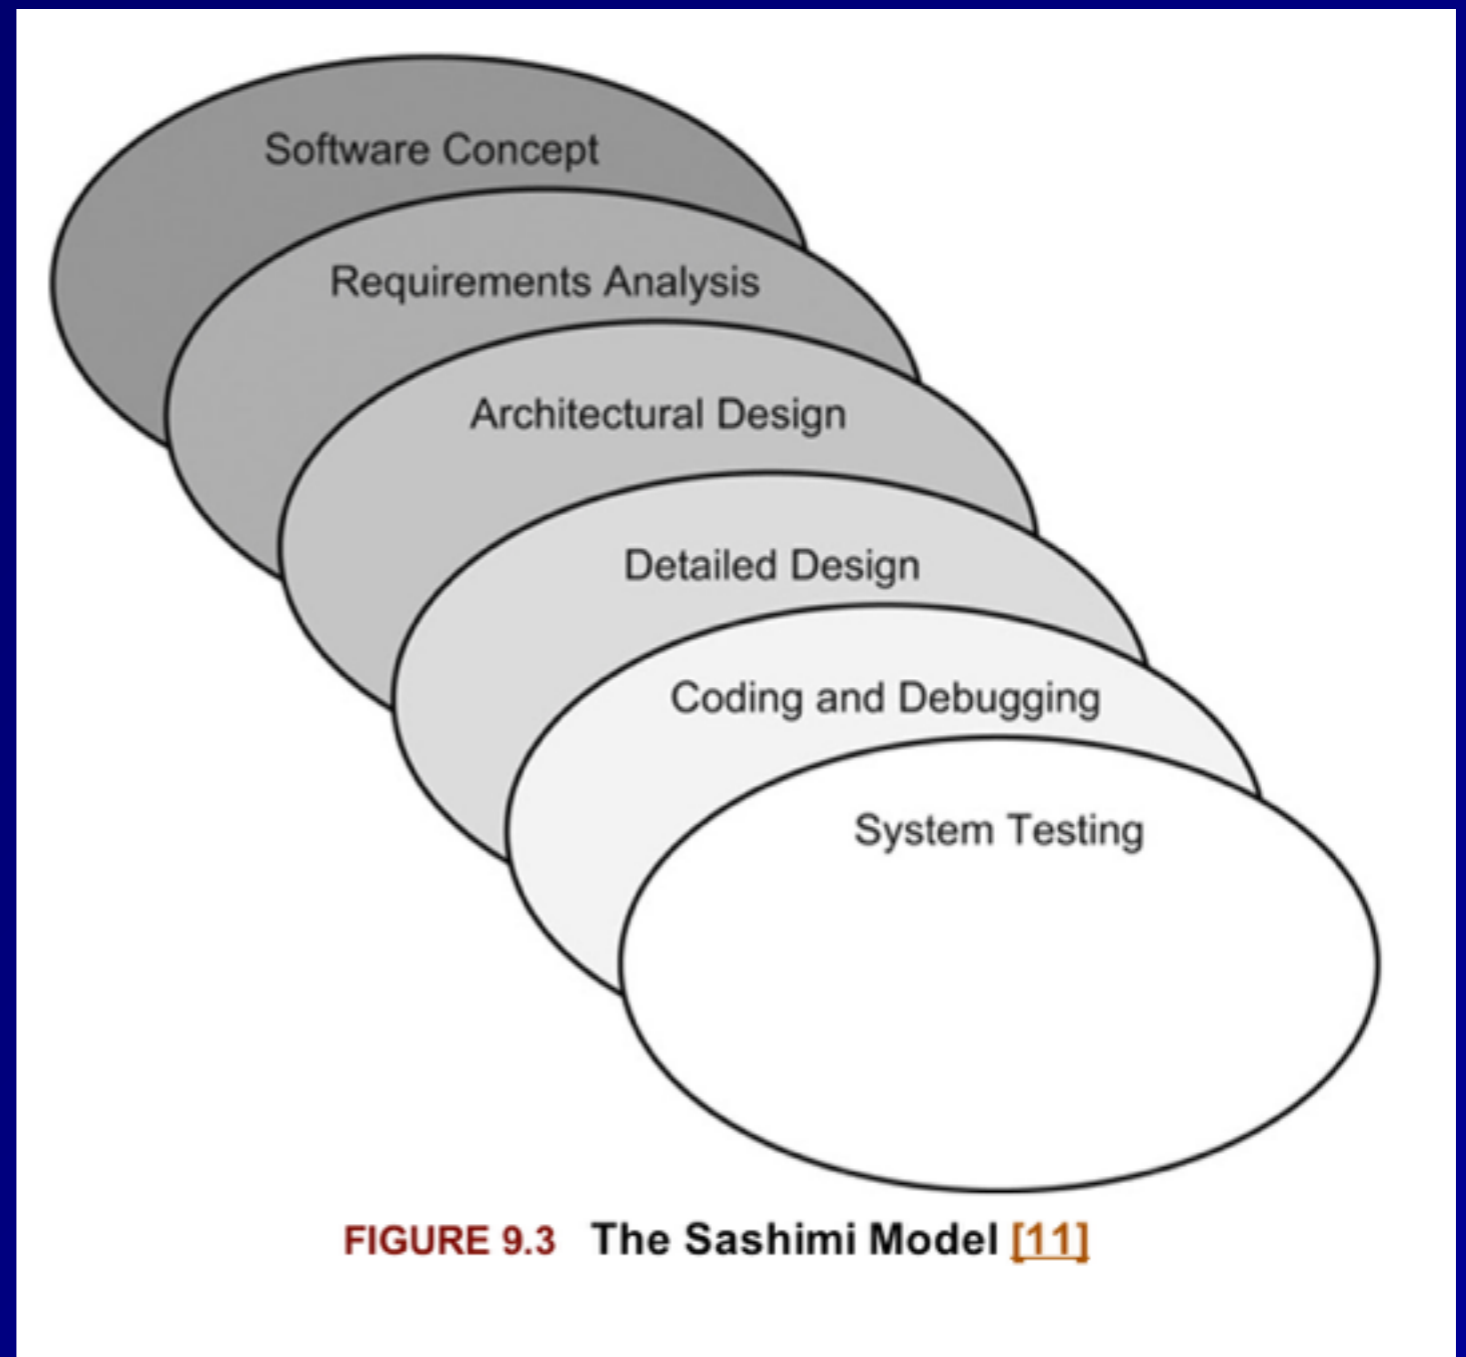 Software Concept
Requirements Analysis
Architectural Design
Detailed Design
Coding and Debugging
System Testing
FIGURE 9.3 The Sashimi Model [11]